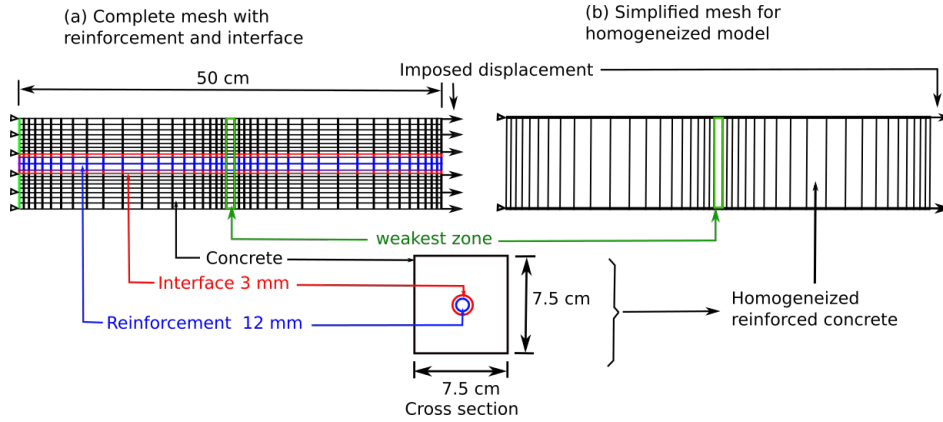 (a) Complete mesh with
reinforcement and interface
(b) Simplified mesh for
homogeneized model
50 cm
Imposed displacement
weakest zone
Concrete
Interface 3 mm
Reinforcement 12 mm
7.5 cm
7.5 cm
Cross section
Homogeneized
reinforced concrete